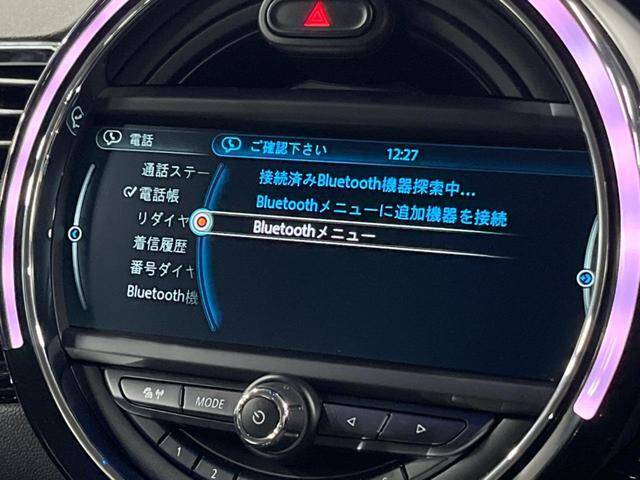 電話
ご確認下さい
12:27
通話ステー
電話帳
リダイヤ
着信履歴
番号ダイヤ
Bluetooth機
接続済みBluetooth機器探索中...
Bluetoothメニューに追加機器を接続
Bluetoothメニュー
MODE
1
2